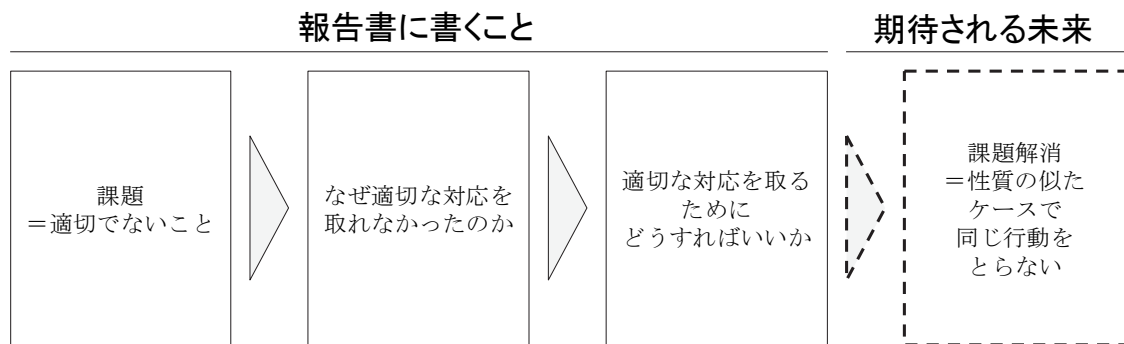 報告書に書くこと
期待される未来
課題
＝適切でないこと
なぜ適切な対応を
取れなかったのか
適切な対応を取る
ために
どうすればいいか
課題解消
＝性質の似た
ケースで
同じ行動を
とらない